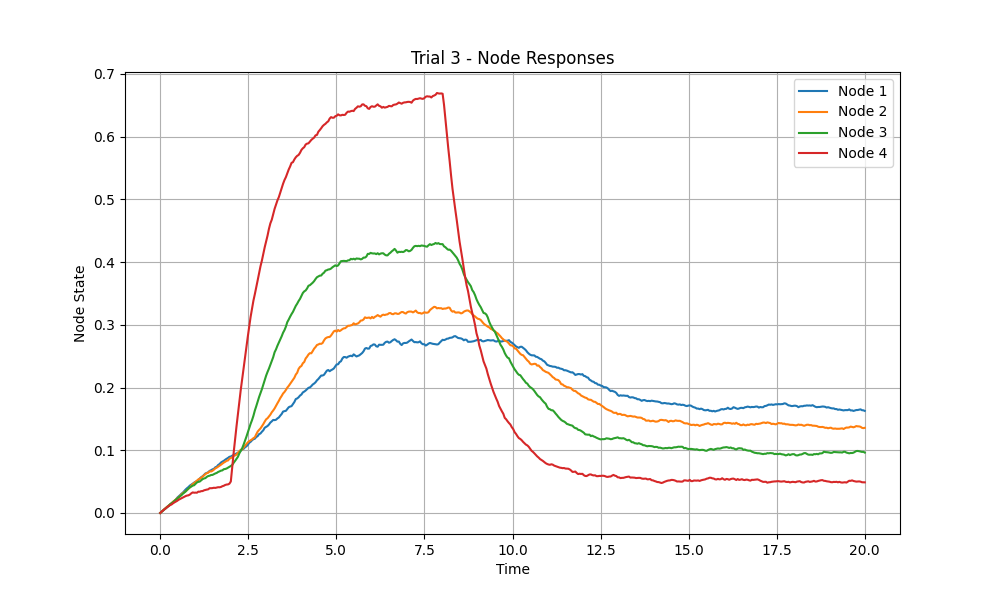 Trial 3 - Node Responses
Node State
0.7
0.6
0.5
0.4
0.3
0.2
0.1
0.0
Node 1
Node 2
Node 3
Node 4
0.0 2.5 5.0 7.5 10.0 12.5 15.0 17.5 20.0
Time